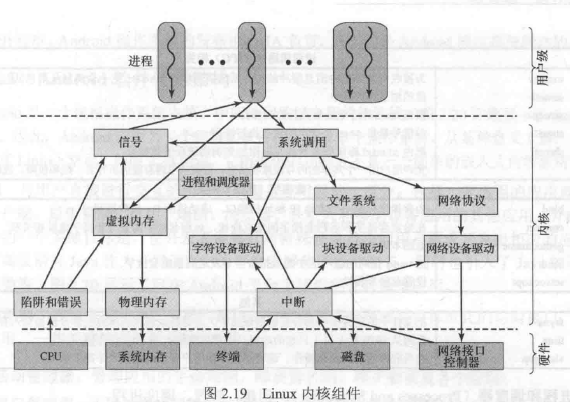 进程
用户级
信号
系统调用
进程和调度器
文件系统
网络协议
内核
虚拟内存
字符设备驱动
块设备驱动
网络设备驱动
陷阱和错误
物理内存
中断
CPU
系统内存
终端
磁盘
网络接口
控制器
硬件
图 2.19 Linux 内核组件